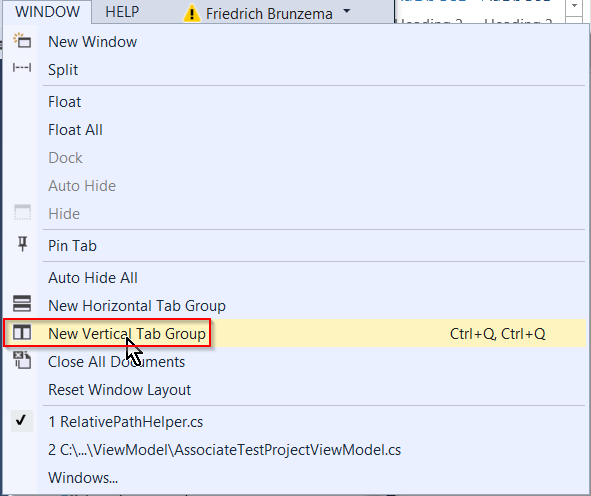 WINDOW HELP Friedrich Brunzema
New Window
Split
Float
Float All
Dock
Auto Hide
Hide
Pin Tab
Auto Hide All
New Horizontal Tab Group
New Vertical Tab Group Ctrl+Q, Ctrl+Q
Close All Documents
Reset Window Layout
1 RelativePathHelper.cs
2 C:\...\ViewModel\AssociateTestProjectViewModel.cs
Windows...